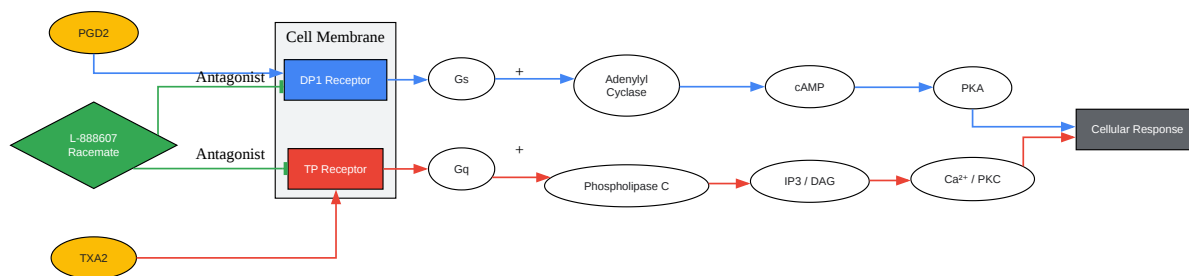 PGD2
Cell Membrane
Antagonist
DP1 Receptor
Gs
+
Adenylyl
Cyclase
cAMP
PKA
L-888607
Racemate
Cellular Response
Antagonist
TP Receptor
Gq
+
Phospholipase C
IP3 / DAG
Ca²⁺ / PKC
TXA2